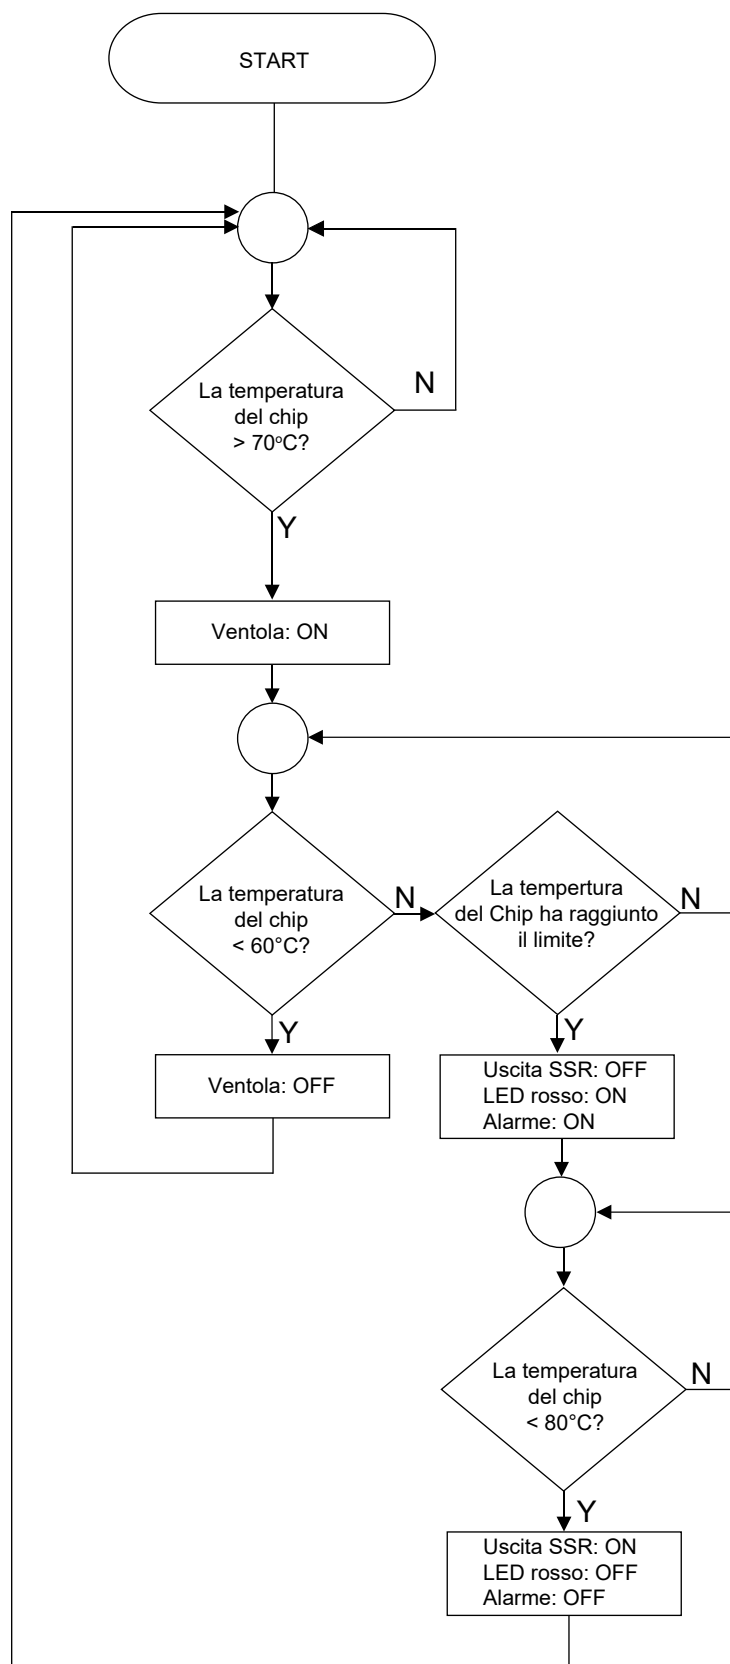 START
La temperatura
del chip
> 70°C?
N
Y
Ventola: ON
La temperatura
del chip
< 60°C?
N
La tempertura
del Chip ha raggiunto
il limite?
N
Y
Ventola: OFF
Y
Uscita SSR: OFF
LED rosso: ON
Alarme: ON
La temperatura
del chip
< 80°C?
N
Y
Uscita SSR: ON
LED rosso: OFF
Alarme: OFF